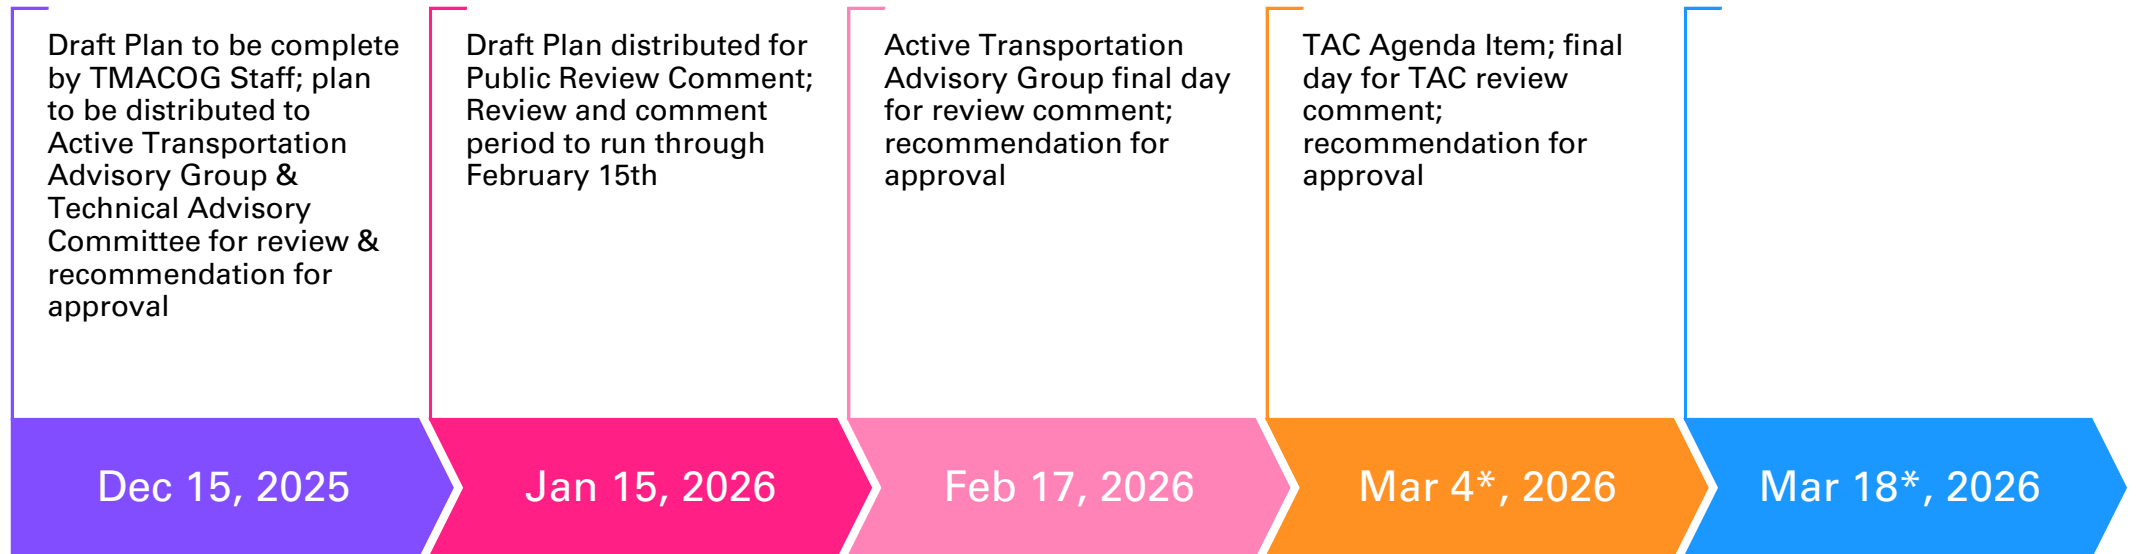 Draft Plan to be complete
by TMACOG Staff; plan
to be distributed to
Active Transportation
Advisory Group &
Technical Advisory
Committee for review &
recommendation for
approval
Draft Plan distributed for
Public Review Comment;
Review and comment
period to run through
February 15th
Active Transportation
Advisory Group final day
for review comment;
recommendation for
approval
TAC Agenda Item; final
day for TAC review
comment;
recommendation for
approval
Dec 15, 2025
Jan 15, 2026
Feb 17, 2026
Mar 4*, 2026
Mar 18*, 2026